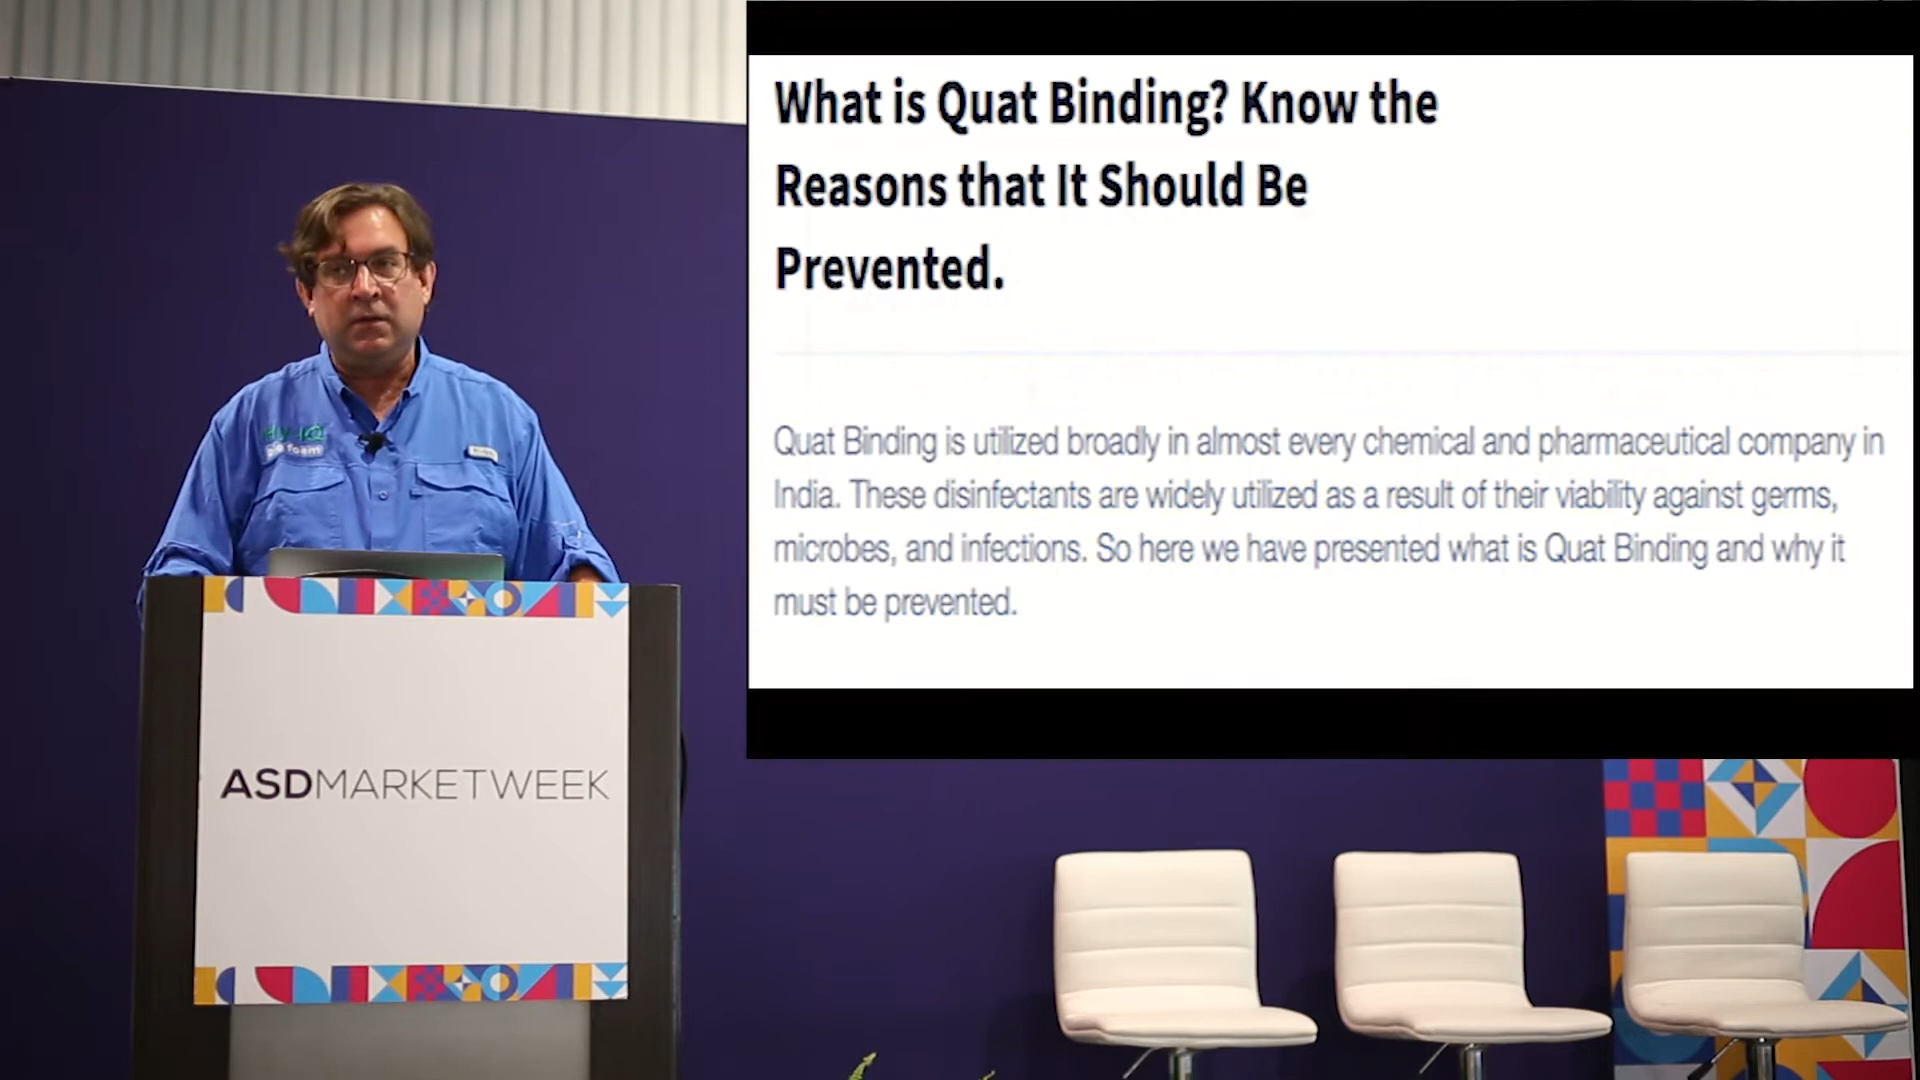 What is Quat Binding? Know the
Reasons that It Should Be
Prevented.
Quat Binding is utilized broadly in almost every chemical and pharmaceutical company in
India. These disinfectants are widely utilized as a result of their viability against germs,
microbes, and infections. So here we have presented what is Quat Binding and why it
must be prevented.
foam
ASDMARKETWEEK